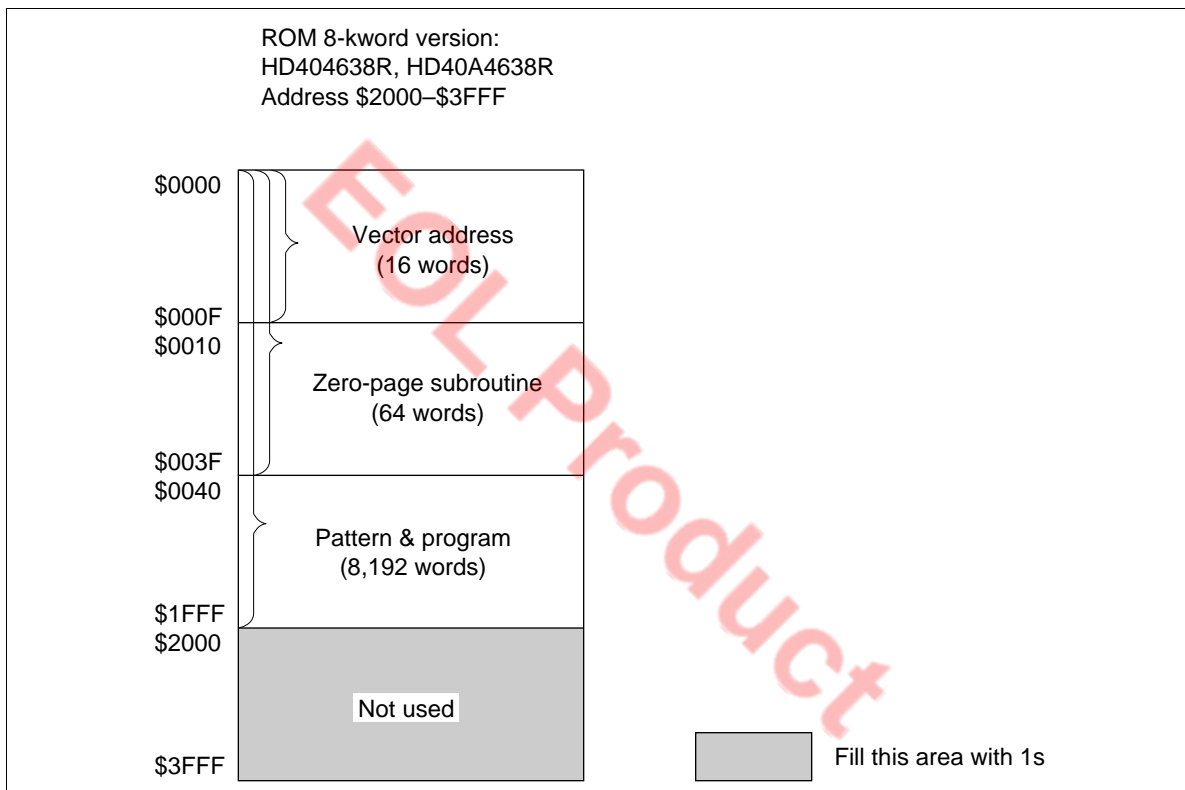 ROM 8-kword version:
HD404638R, HD40A4638R
Address $2000–$3FFF
$0000
Vector address
(16 words)
$000F
$0010
Zero-page subroutine
(64 words)
$003F
$0040
Pattern & program
(8,192 words)
$1FFF
$2000
Not used
$3FFF
Fill this area with 1s
EOL Product